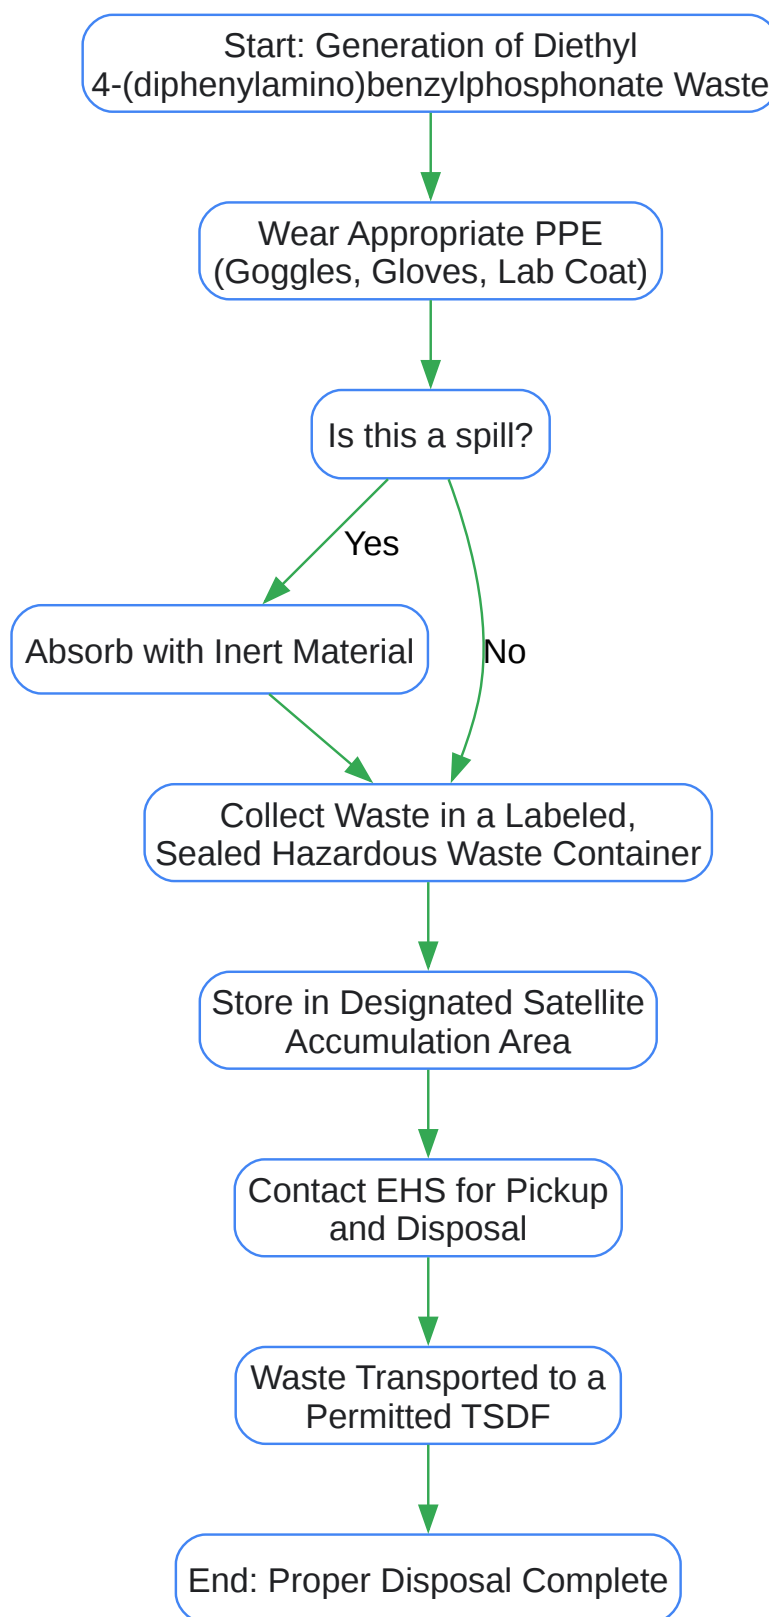 Start: Generation of Diethyl
4-(diphenylamino)benzylphosphonate Waste
Wear Appropriate PPE
(Goggles, Gloves, Lab Coat)
Is this a spill?
Yes
Absorb with Inert Material
No
Collect Waste in a Labeled,
Sealed Hazardous Waste Container
Store in Designated Satellite
Accumulation Area
Contact EHS for Pickup
and Disposal
Waste Transported to a
Permitted TSDF
End: Proper Disposal Complete